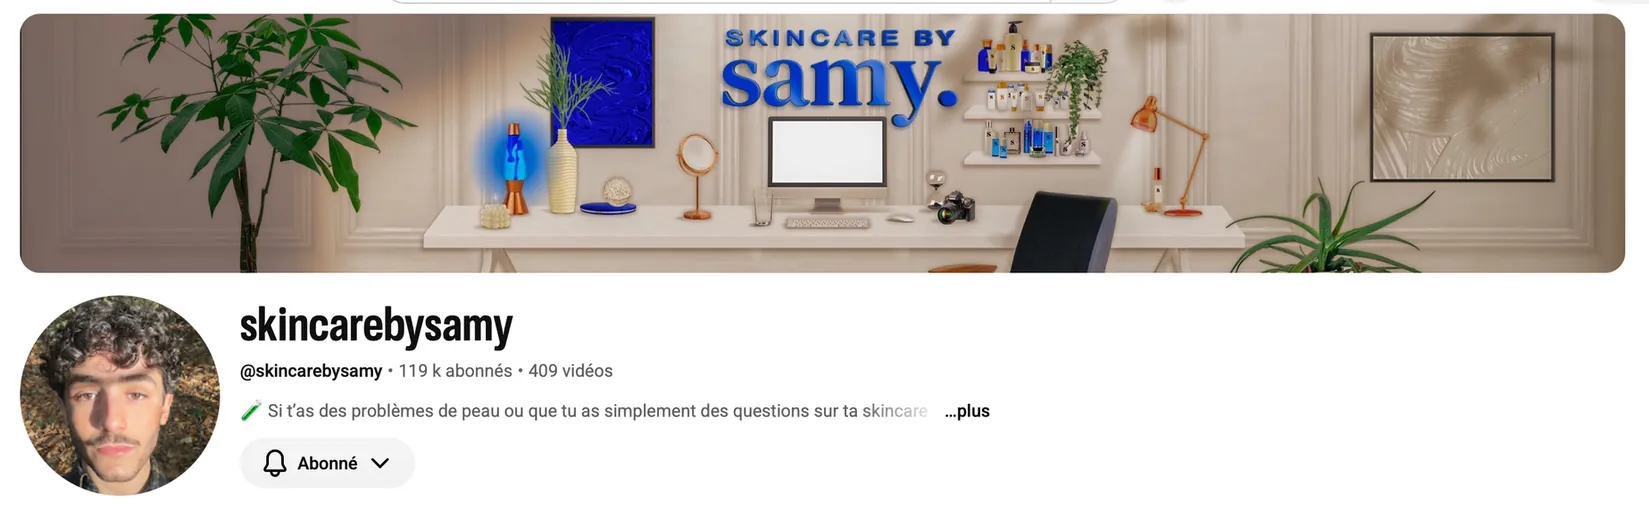 SKINCARE BY
samy.
skincarebysamy
@skincarebysamy • 119 k abonnés • 409 vidéos
Si t'as des problèmes de peau ou que tu as simplement des questions sur ta skincare ...plus
Abonné